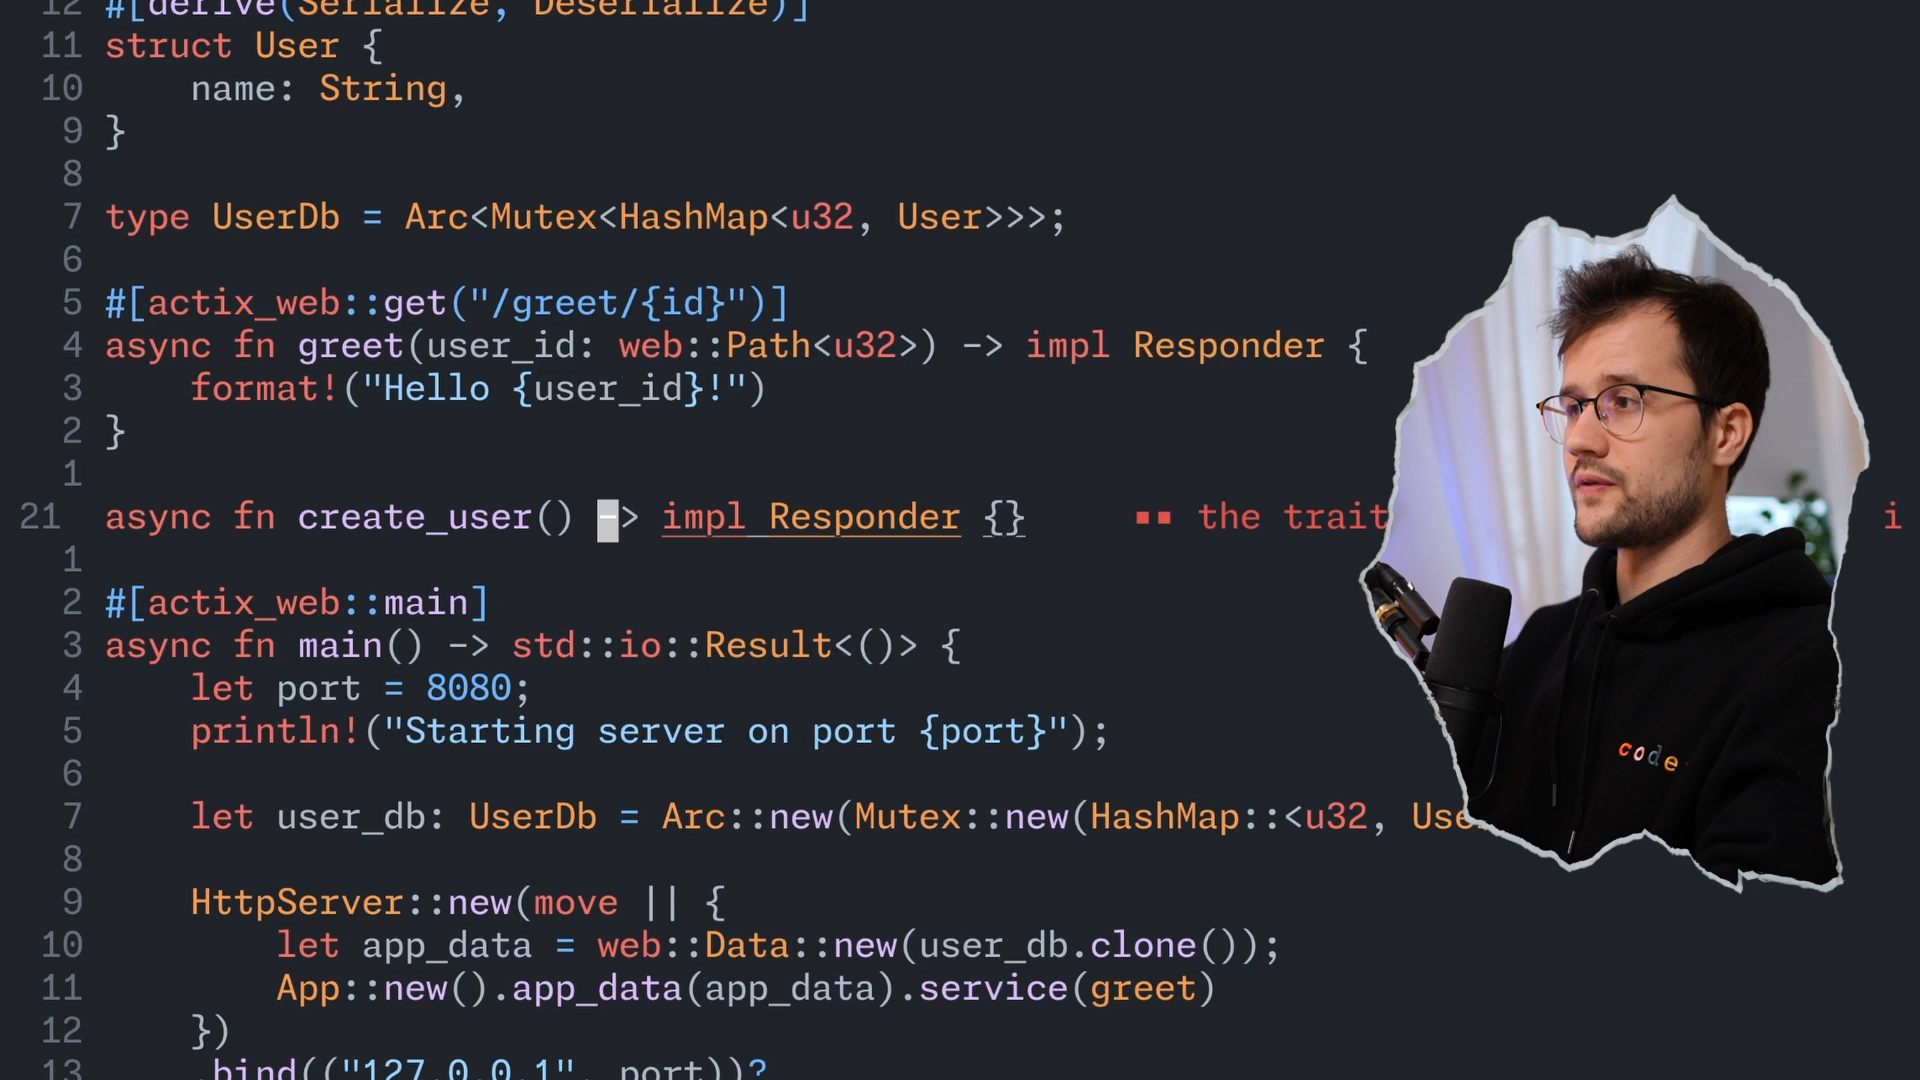 12 #[derive(Serialize, Deserialize)]
11 struct User {
10     name: String,
9 }
8
7 type UserDb = Arc<Mutex<HashMap<u32, User>>>;
6
5 #[actix_web::get("/greet/{id}")]
4 async fn greet(user_id: web::Path<u32>) -> impl Responder {
3     format!("Hello {user_id}!")
2 }
1
21 async fn create_user() -> impl Responder {}     ▪▪ the trait i
1
2 #[actix_web::main]
3 async fn main() -> std::io::Result<()> {
4     let port = 8080;
5     println!("Starting server on port {port}");
6
7     let user_db: UserDb = Arc::new(Mutex::new(HashMap::<u32, Use
8
9     HttpServer::new(move || {
10         let app_data = web::Data::new(user_db.clone());
11         App::new().app_data(app_data).service(greet)
12     })
13     .bind(("127.0.0.1", port))?
code